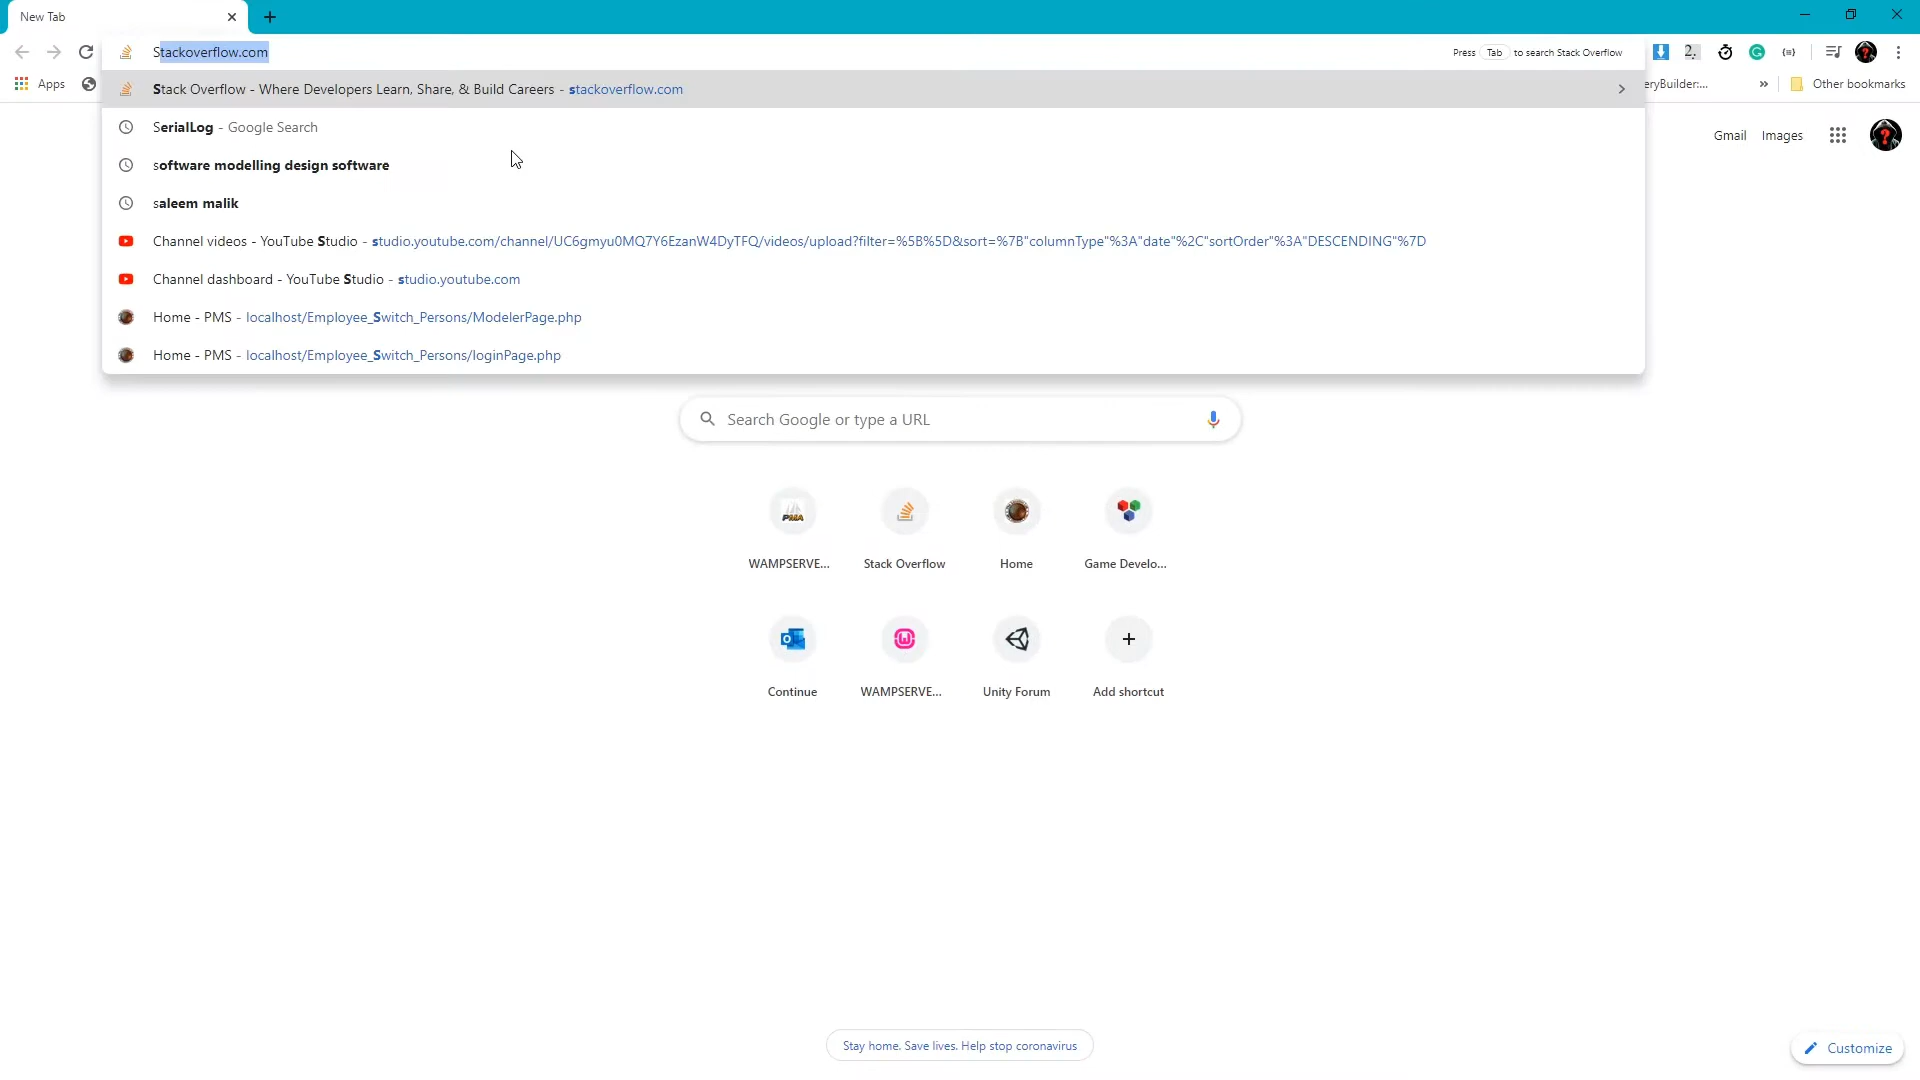 New Tab
Stackoverflow.com
Press Tab to search Stack Overflow
2.
Apps
eryBuilder:...
»
Other bookmarks
Stack Overflow - Where Developers Learn, Share, & Build Careers - stackoverflow.com
SerialLog - Google Search
software modelling design software
saleem malik
Channel videos - YouTube Studio - studio.youtube.com/channel/UC6gmyu0MQ7Y6EzanW4DyTFQ/videos/upload?filter=%5B%5D&sort=%7B"columnType"%3A"date"%2C"sortOrder"%3A"DESCENDING"%7D
Channel dashboard - YouTube Studio - studio.youtube.com
Home - PMS - localhost/Employee_Switch_Persons/ModelerPage.php
Home - PMS - localhost/Employee_Switch_Persons/loginPage.php
Gmail
Images
Search Google or type a URL
PMA
WAMPSERVE...
Stack Overflow
Home
Game Develo...
Continue
WAMPSERVE...
Unity Forum
Add shortcut
Stay home. Save lives. Help stop coronavirus
Customize